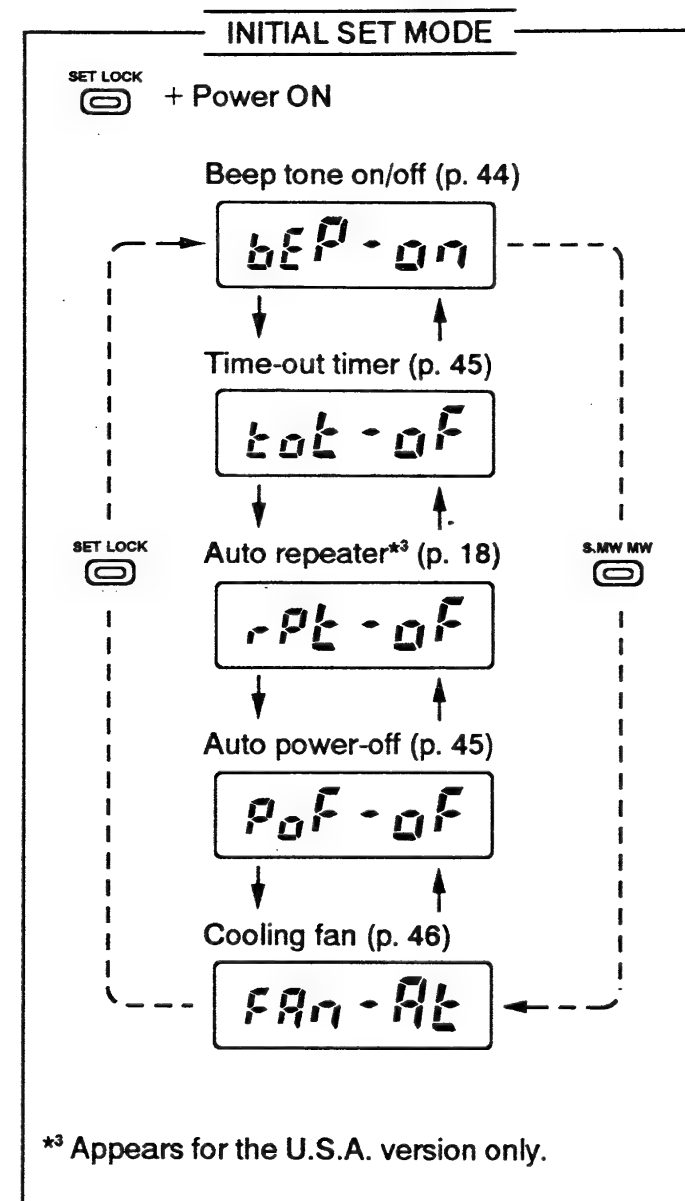 INITIAL SET MODE
SET LOCK
+ Power ON
Beep tone on/off (p. 44)
bEP-on
Time-out timer (p. 45)
tot-oF
SET LOCK
Auto repeater*3 (p. 18)
S.MW MW
rPt-oF
Auto power-off (p. 45)
PoF-oF
Cooling fan (p. 46)
FAn-At
*3 Appears for the U.S.A. version only.